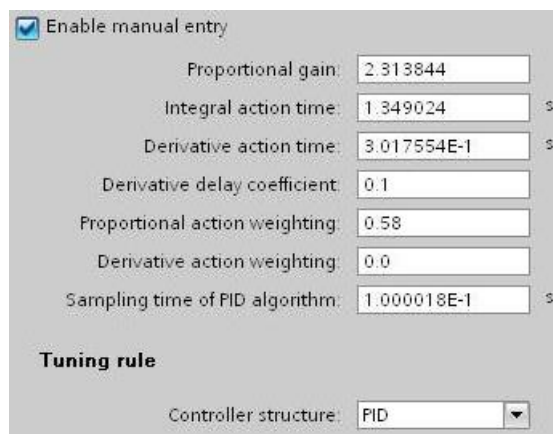 Enable manual entry
Proportional gain: 2.313844
Integral action time: 1.349024 s
Derivative action time: 3.017554E-1 s
Derivative delay coefficient: 0.1
Proportional action weighting: 0.58
Derivative action weighting: 0.0
Sampling time of PID algorithm: 1.000018E-1 s
Tuning rule
Controller structure: PID